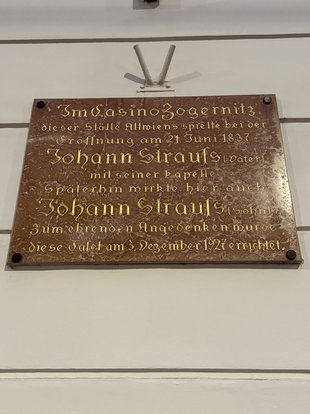 Im Casino Zögernitz,
dieser Stätte Altwiens spielte bei der
Eröffnung am 21. Juni 1837
Johann Strauſs (Vater)
mit seiner Kapelle
Späterhin wirkte hier auch
Johann Strauſs (Sohn).
Zum ehrenden Angedenken wurde
diese Tafel am 3. Dezember 1927 errichtet.